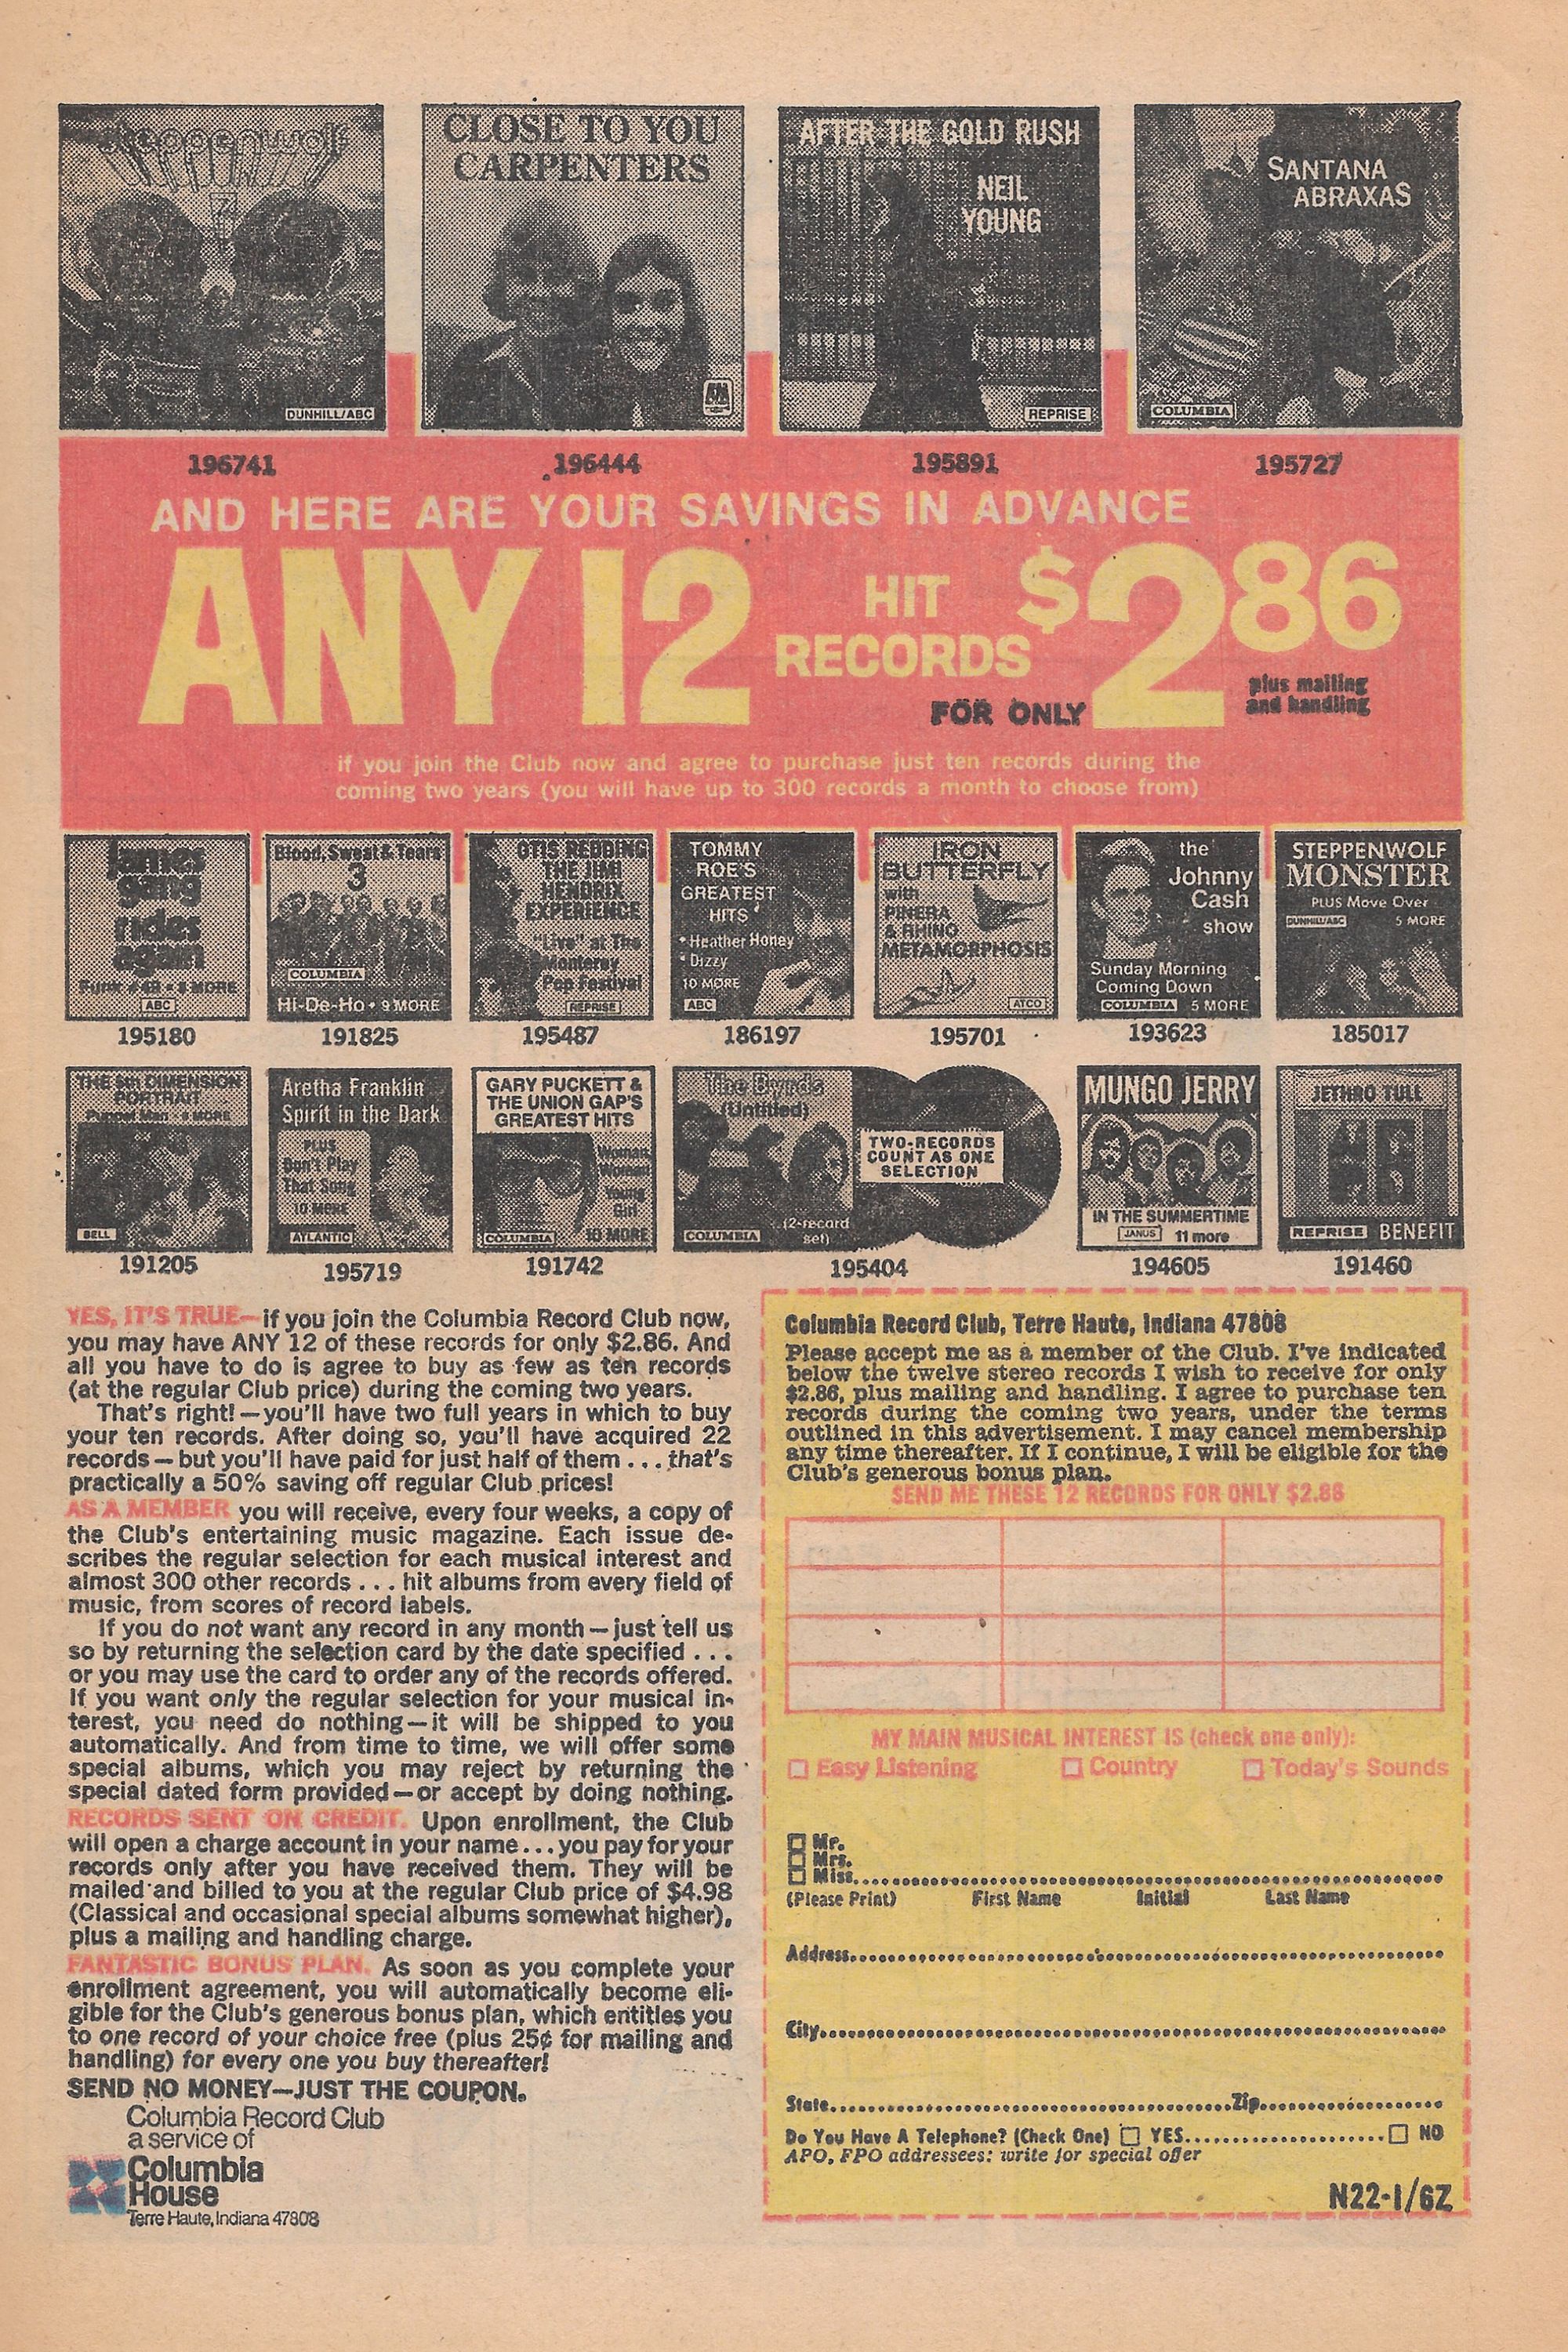 steppenwolf
7
DUNHILL/ABC
CLOSE TO YOU
CARPENTERS
AFTER THE GOLD RUSH
NEIL
YOUNG
REPRISE
SANTANA
ABRAXAS
COLUMBIA
196741
196444
195891
195727
AND HERE ARE YOUR SAVINGS IN ADVANCE
ANY 12 HIT RECORDS FOR ONLY $2.86
plus mailing
and handling
if you join the Club now and agree to purchase just ten records during the
coming two years (you will have up to 300 records a month to choose from)
james
gang
rides
again
Funk #49 • 8 MORE
ABC
195180
Blood, Sweat & Tears
3
COLUMBIA
Hi-De-Ho • 9 MORE
191825
OTIS REDDING
THE JIMI
HENDRIX
EXPERIENCE
"Live" at The
Monterey
Pop Festival
REPRISE
195487
TOMMY
ROE'S
GREATEST
HITS
• Heather Honey
• Dizzy
10 MORE
ABC
186197
IRON
BUTTERFLY
with
PINERA
& RHINO
METAMORPHOSIS
ATCO
195701
the
Johnny
Cash
show
Sunday Morning
Coming Down
COLUMBIA 5 MORE
193623
STEPPENWOLF
MONSTER
PLUS Move Over
DUNHILL/ABC 5 MORE
185017
THE 5th DIMENSION
PORTRAIT
Puppet Man • 9 MORE
BELL
191205
Aretha Franklin
Spirit in the Dark
PLUS
Don't Play
That Song
10 MORE
ATLANTIC
195719
GARY PUCKETT &
THE UNION GAP'S
GREATEST HITS
Woman,
Woman
Young
Girl
COLUMBIA 10 MORE
191742
The Byrds
(Untitled)
TWO-RECORDS
COUNT AS ONE
SELECTION
COLUMBIA (2-record
set)
195404
MUNGO JERRY
IN THE SUMMERTIME
JANUS 11 more
194605
JETHRO TULL
REPRISE BENEFIT
191460
YES, IT'S TRUE—if you join the Columbia Record Club now,
you may have ANY 12 of these records for only $2.86. And
all you have to do is agree to buy as few as ten records
(at the regular Club price) during the coming two years.
That's right!—you'll have two full years in which to buy
your ten records. After doing so, you'll have acquired 22
records—but you'll have paid for just half of them . . . that's
practically a 50% saving off regular Club prices!
AS A MEMBER you will receive, every four weeks, a copy of
the Club's entertaining music magazine. Each issue de-
scribes the regular selection for each musical interest and
almost 300 other records . . . hit albums from every field of
music, from scores of record labels.
If you do not want any record in any month—just tell us
so by returning the selection card by the date specified . . .
or you may use the card to order any of the records offered.
If you want only the regular selection for your musical in-
terest, you need do nothing—it will be shipped to you
automatically. And from time to time, we will offer some
special albums, which you may reject by returning the
special dated form provided—or accept by doing nothing.
RECORDS SENT ON CREDIT. Upon enrollment, the Club
will open a charge account in your name...you pay for your
records only after you have received them. They will be
mailed and billed to you at the regular Club price of $4.98
(Classical and occasional special albums somewhat higher),
plus a mailing and handling charge.
FANTASTIC BONUS PLAN. As soon as you complete your
enrollment agreement, you will automatically become eli-
gible for the Club's generous bonus plan, which entitles you
to one record of your choice free (plus 25¢ for mailing and
handling) for every one you buy thereafter!
SEND NO MONEY—JUST THE COUPON.
Columbia Record Club
a service of
Columbia
House
Terre Haute, Indiana 47808
Columbia Record Club, Terre Haute, Indiana 47808
Please accept me as a member of the Club. I've indicated
below the twelve stereo records I wish to receive for only
$2.86, plus mailing and handling. I agree to purchase ten
records during the coming two years, under the terms
outlined in this advertisement. I may cancel membership
any time thereafter. If I continue, I will be eligible for the
Club's generous bonus plan.
SEND ME THESE 12 RECORDS FOR ONLY $2.86
MY MAIN MUSICAL INTEREST IS (check one only):
Easy Listening Country Today's Sounds
Mr.
Mrs.
Miss
(Please Print) First Name Initial Last Name
Address
City
State Zip
Do You Have A Telephone? (Check One) YES NO
APO, FPO addressees: write for special offer
N22-1/6Z